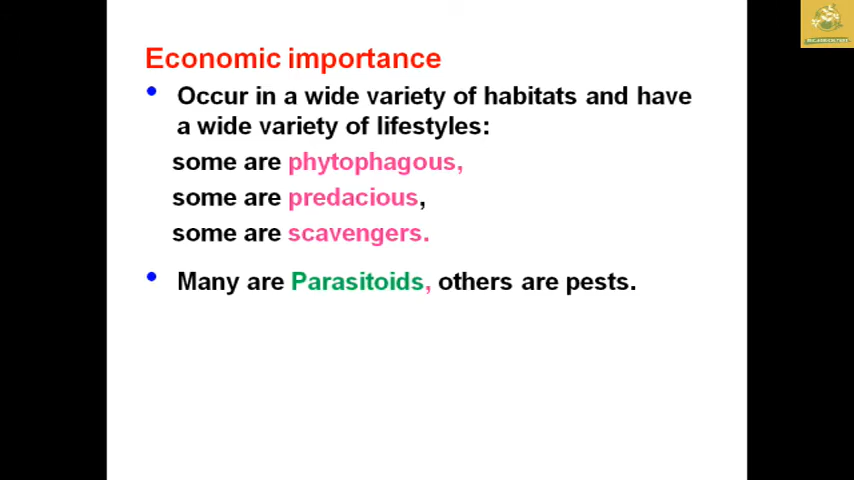 Economic importance
• Occur in a wide variety of habitats and have
a wide variety of lifestyles:
some are phytophagous,
some are predacious,
some are scavengers.
• Many are Parasitoids, others are pests.